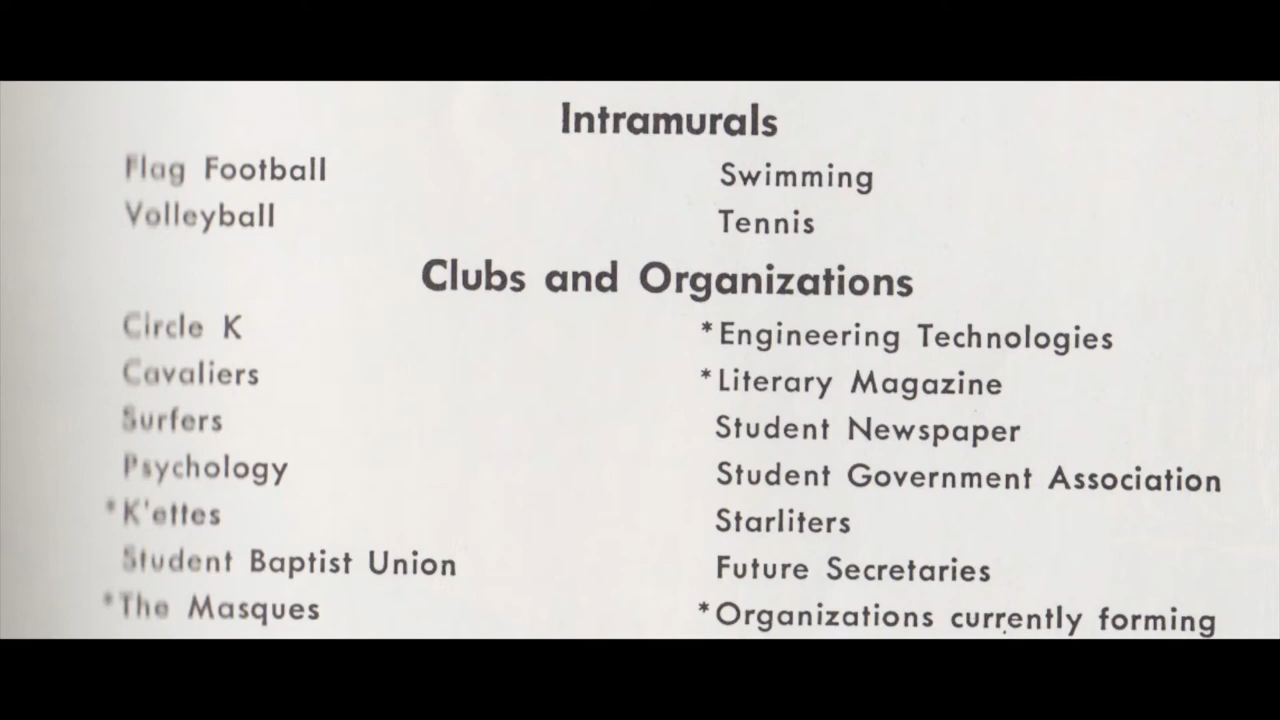 Intramurals
Flag Football
Volleyball
Swimming
Tennis
Clubs and Organizations
Circle K
Cavaliers
Surfers
Psychology
*K'ettes
Student Baptist Union
*The Masques
*Engineering Technologies
*Literary Magazine
Student Newspaper
Student Government Association
Starliters
Future Secretaries
*Organizations currently forming